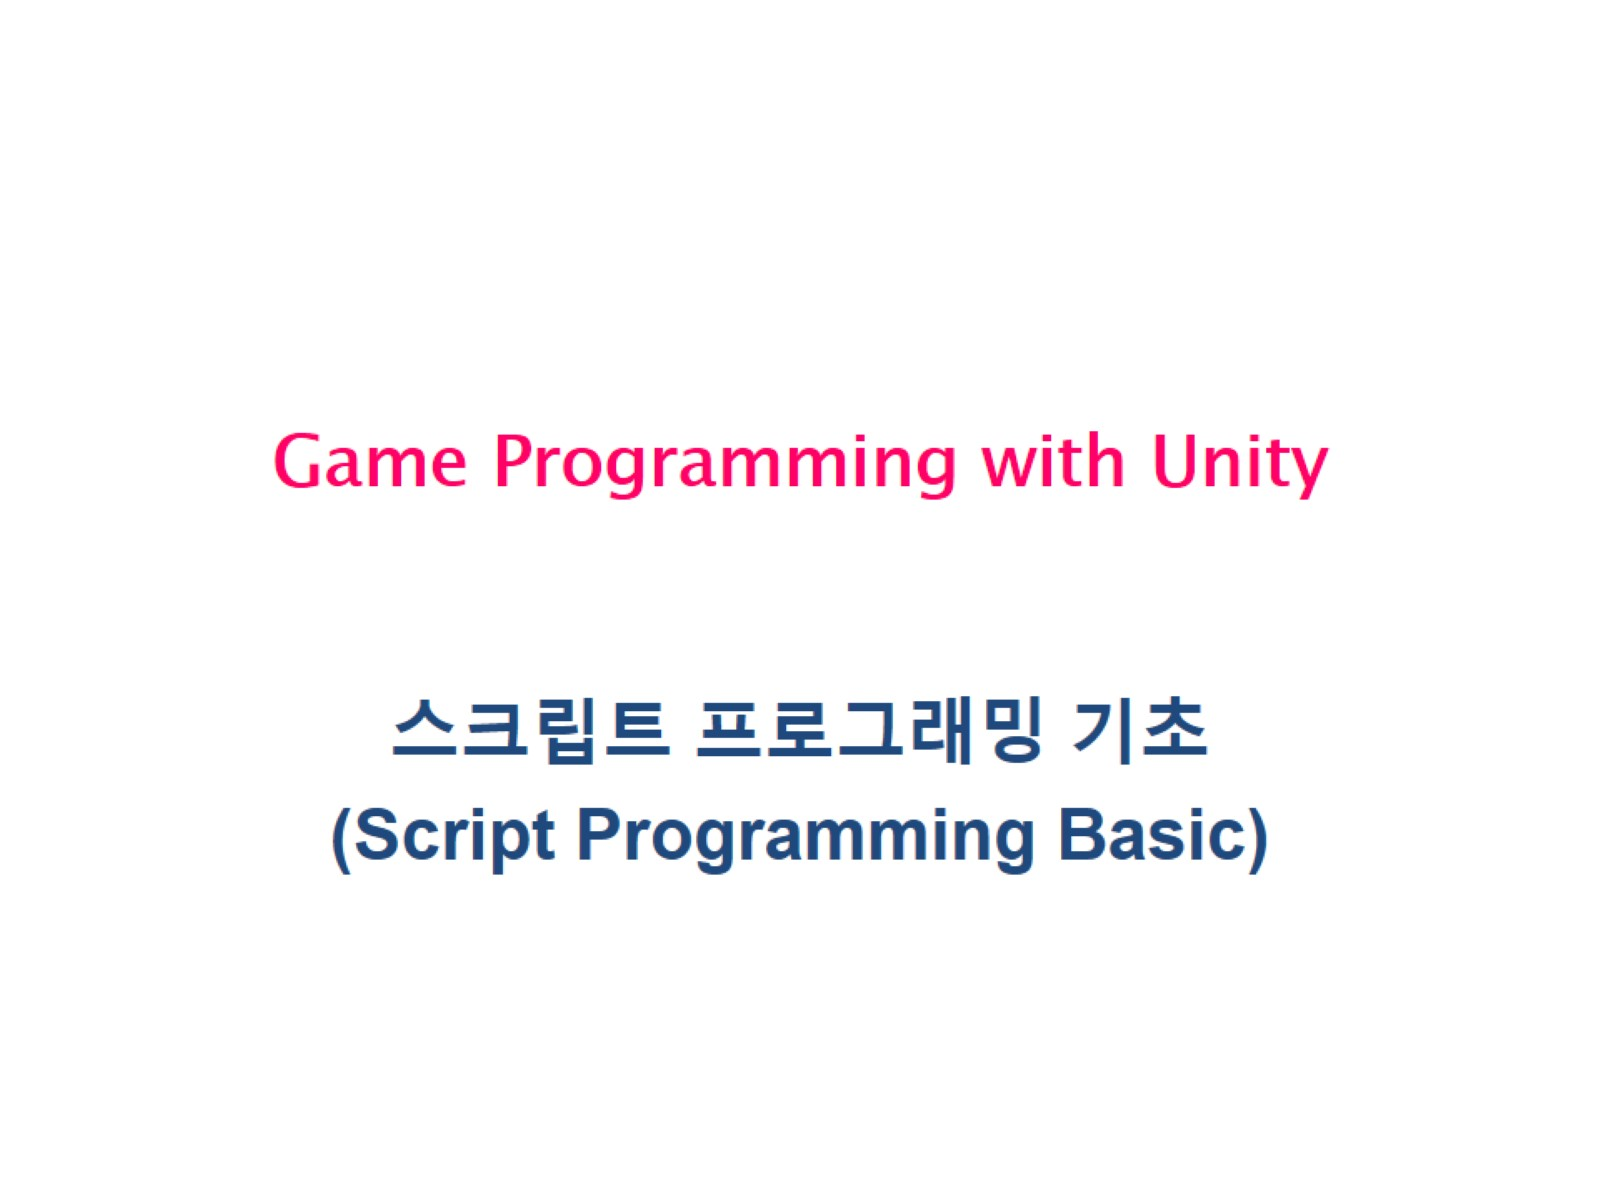 Game Programming with Unity
스크립트 프로그래밍 기초
(Script Programming Basic)